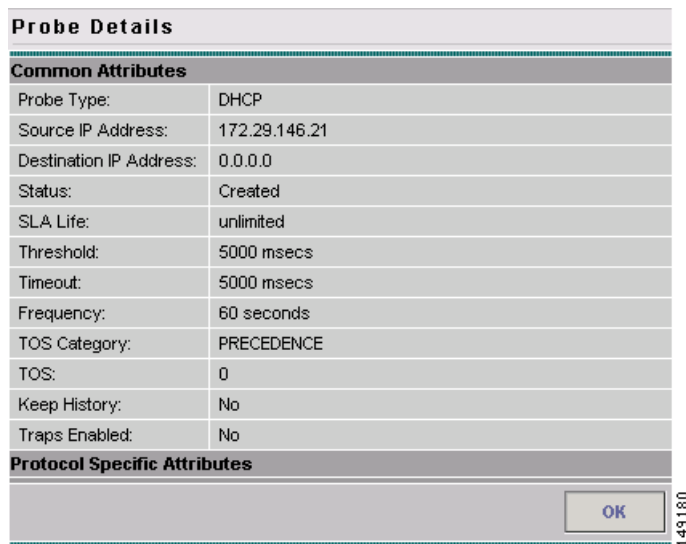 Probe Details
Common Attributes
Probe Type: DHCP
Source IP Address: 172.29.146.21
Destination IP Address: 0.0.0.0
Status: Created
SLA Life: unlimited
Threshold: 5000 msecs
Timeout: 5000 msecs
Frequency: 60 seconds
TOS Category: PRECEDENCE
TOS: 0
Keep History: No
Traps Enabled: No
Protocol Specific Attributes
OK
149180